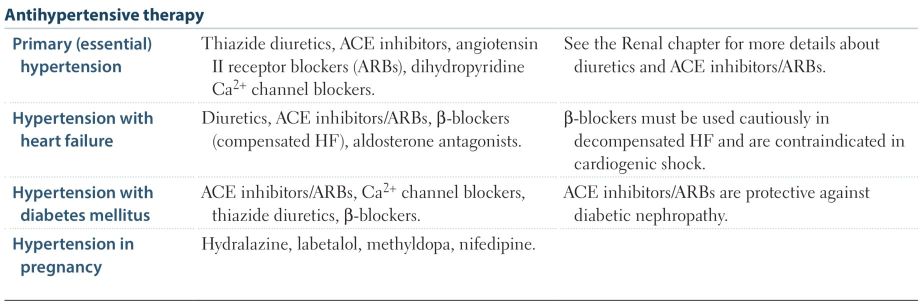 Antihypertensive therapy
Primary (essential) hypertension
Thiazide diuretics, ACE inhibitors, angiotensin
II receptor blockers (ARBs), dihydropyridine
Ca2+ channel blockers.
See the Renal chapter for more details about
diuretics and ACE inhibitors/ARBs.
Hypertension with
heart failure
Diuretics, ACE inhibitors/ARBs, β-blockers
(compensated HF), aldosterone antagonists.
β-blockers must be used cautiously in
decompensated HF and are contraindicated in
cardiogenic shock.
Hypertension with
diabetes mellitus
ACE inhibitors/ARBs, Ca2+ channel blockers,
thiazide diuretics, β-blockers.
ACE inhibitors/ARBs are protective against
diabetic nephropathy.
Hypertension in
pregnancy
Hydralazine, labetalol, methyldopa, nifedipine.